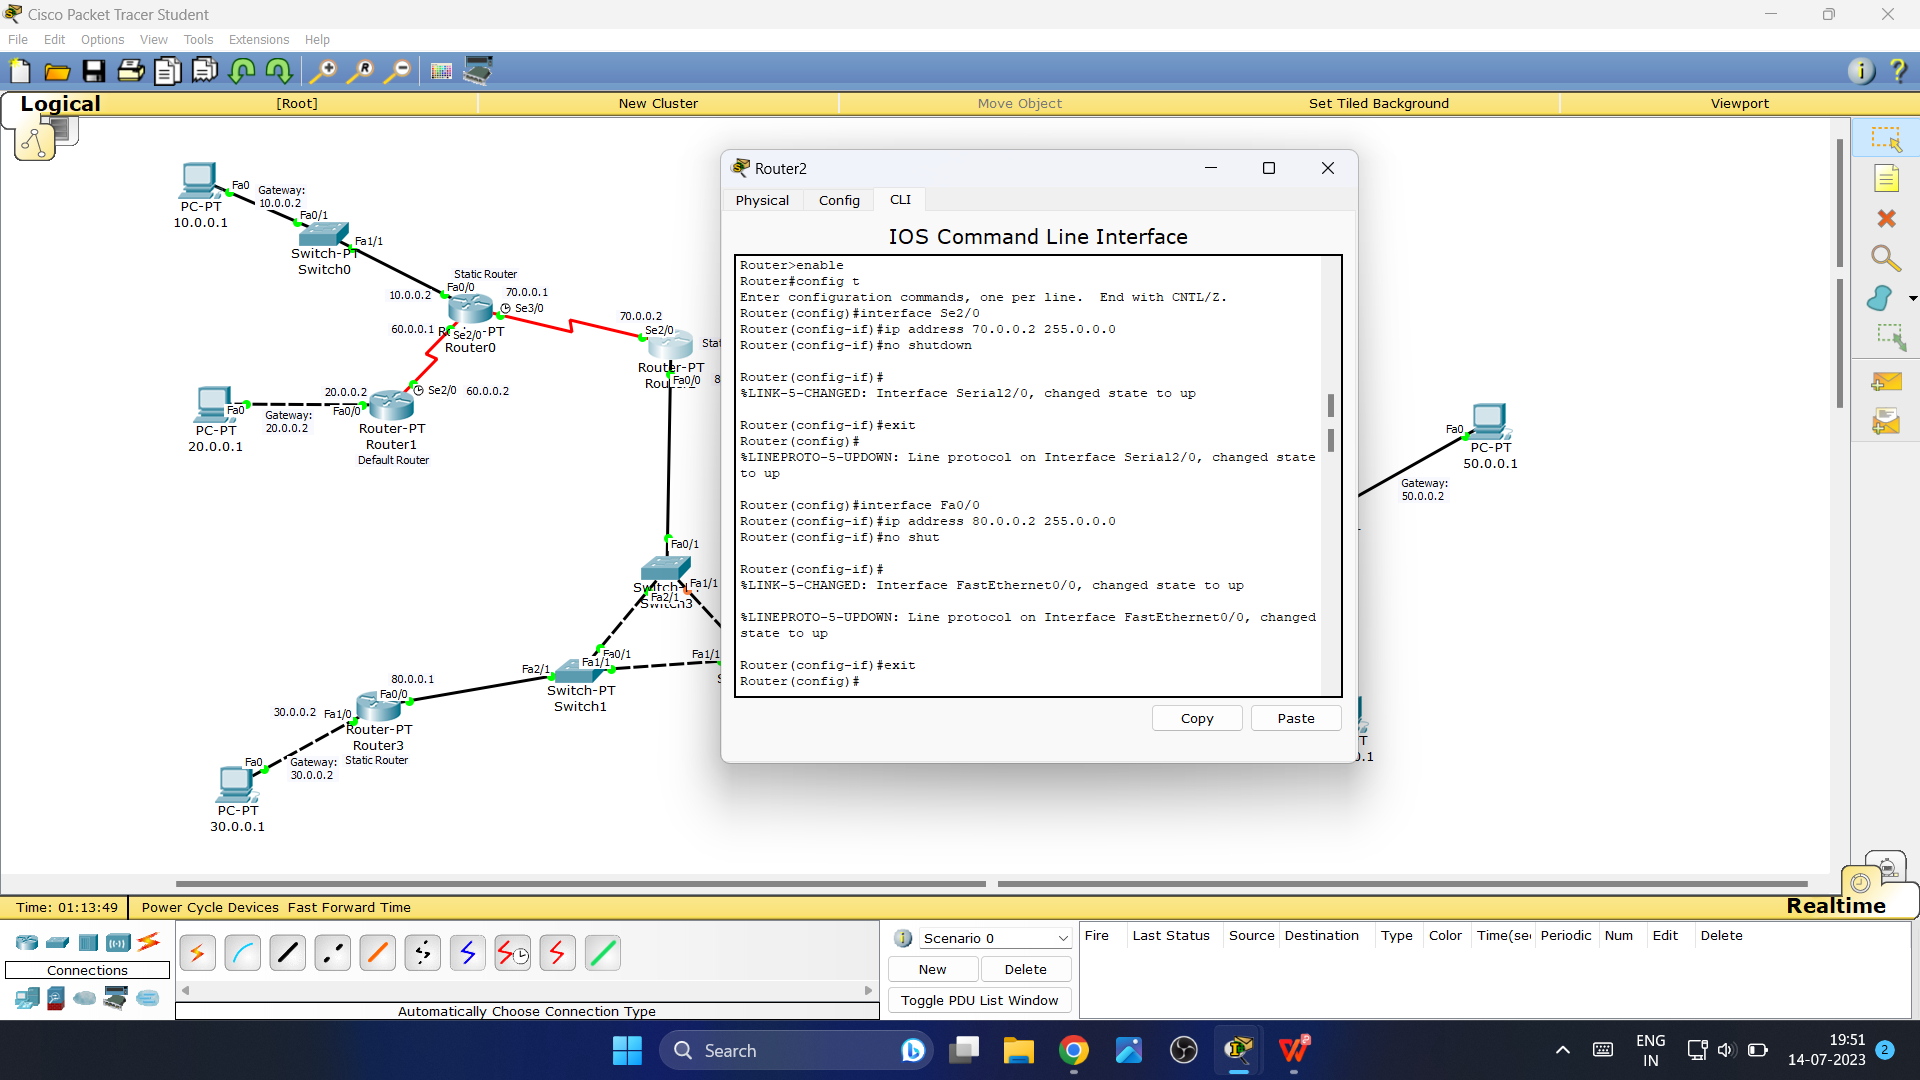 Cisco Packet Tracer Student
File Edit Options View Tools Extensions Help
Logical
[Root]
New Cluster
Move Object
Set Tiled Background
Viewport
Fa0
Gateway:
10.0.0.2
PC-PT
10.0.0.1
Fa0/1
Fa1/1
Switch-PT
Switch0
Static Router
Fa0/0
10.0.0.2
70.0.0.1
Se3/0
60.0.0.1
Se2/0
Router0
70.0.0.2
Se2/0
Router-PT
Fa0/0
20.0.0.2
Se2/0
60.0.0.2
Fa0
Gateway:
20.0.0.2
Fa0/0
PC-PT
20.0.0.1
Router-PT
Router1
Default Router
Fa0/1
Fa1/1
Fa2/1
Switch3
Fa0/1
Fa1/1
Fa1/1
Fa2/1
Switch-PT
Switch1
80.0.0.1
Fa0/0
30.0.0.2
Fa1/0
Router-PT
Router3
Static Router
Fa0
Gateway:
30.0.0.2
PC-PT
30.0.0.1
Fa0
PC-PT
50.0.0.1
Gateway:
50.0.0.2
Router2
Physical Config CLI
IOS Command Line Interface
Router>enable
Router#config t
Enter configuration commands, one per line.  End with CNTL/Z.
Router(config)#interface Se2/0
Router(config-if)#ip address 70.0.0.2 255.0.0.0
Router(config-if)#no shutdown
Router(config-if)#
%LINK-5-CHANGED: Interface Serial2/0, changed state to up
Router(config-if)#exit
Router(config)#
%LINEPROTO-5-UPDOWN: Line protocol on Interface Serial2/0, changed state
to up
Router(config)#interface Fa0/0
Router(config-if)#ip address 80.0.0.2 255.0.0.0
Router(config-if)#no shut
Router(config-if)#
%LINK-5-CHANGED: Interface FastEthernet0/0, changed state to up
%LINEPROTO-5-UPDOWN: Line protocol on Interface FastEthernet0/0, changed
state to up
Router(config-if)#exit
Router(config)#
Copy Paste
Time: 01:13:49
Power Cycle Devices Fast Forward Time
Realtime
Connections
Automatically Choose Connection Type
Scenario 0
New Delete
Toggle PDU List Window
Fire Last Status Source Destination Type Color Time(sec Periodic Num Edit Delete
Search
ENG
IN
19:51
14-07-2023
2